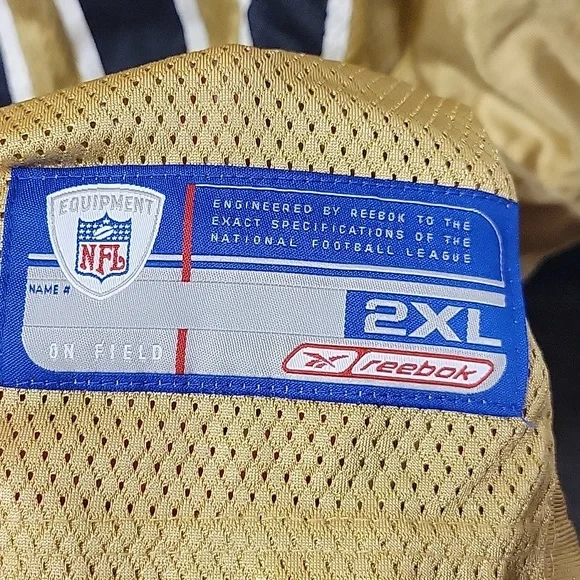 EQUIPMENT
NFL
ENGINEERED BY REEBOK TO THE
EXACT SPECIFICATIONS OF THE
NATIONAL FOOTBALL LEAGUE
NAME #
2XL
ON FIELD
Reebok